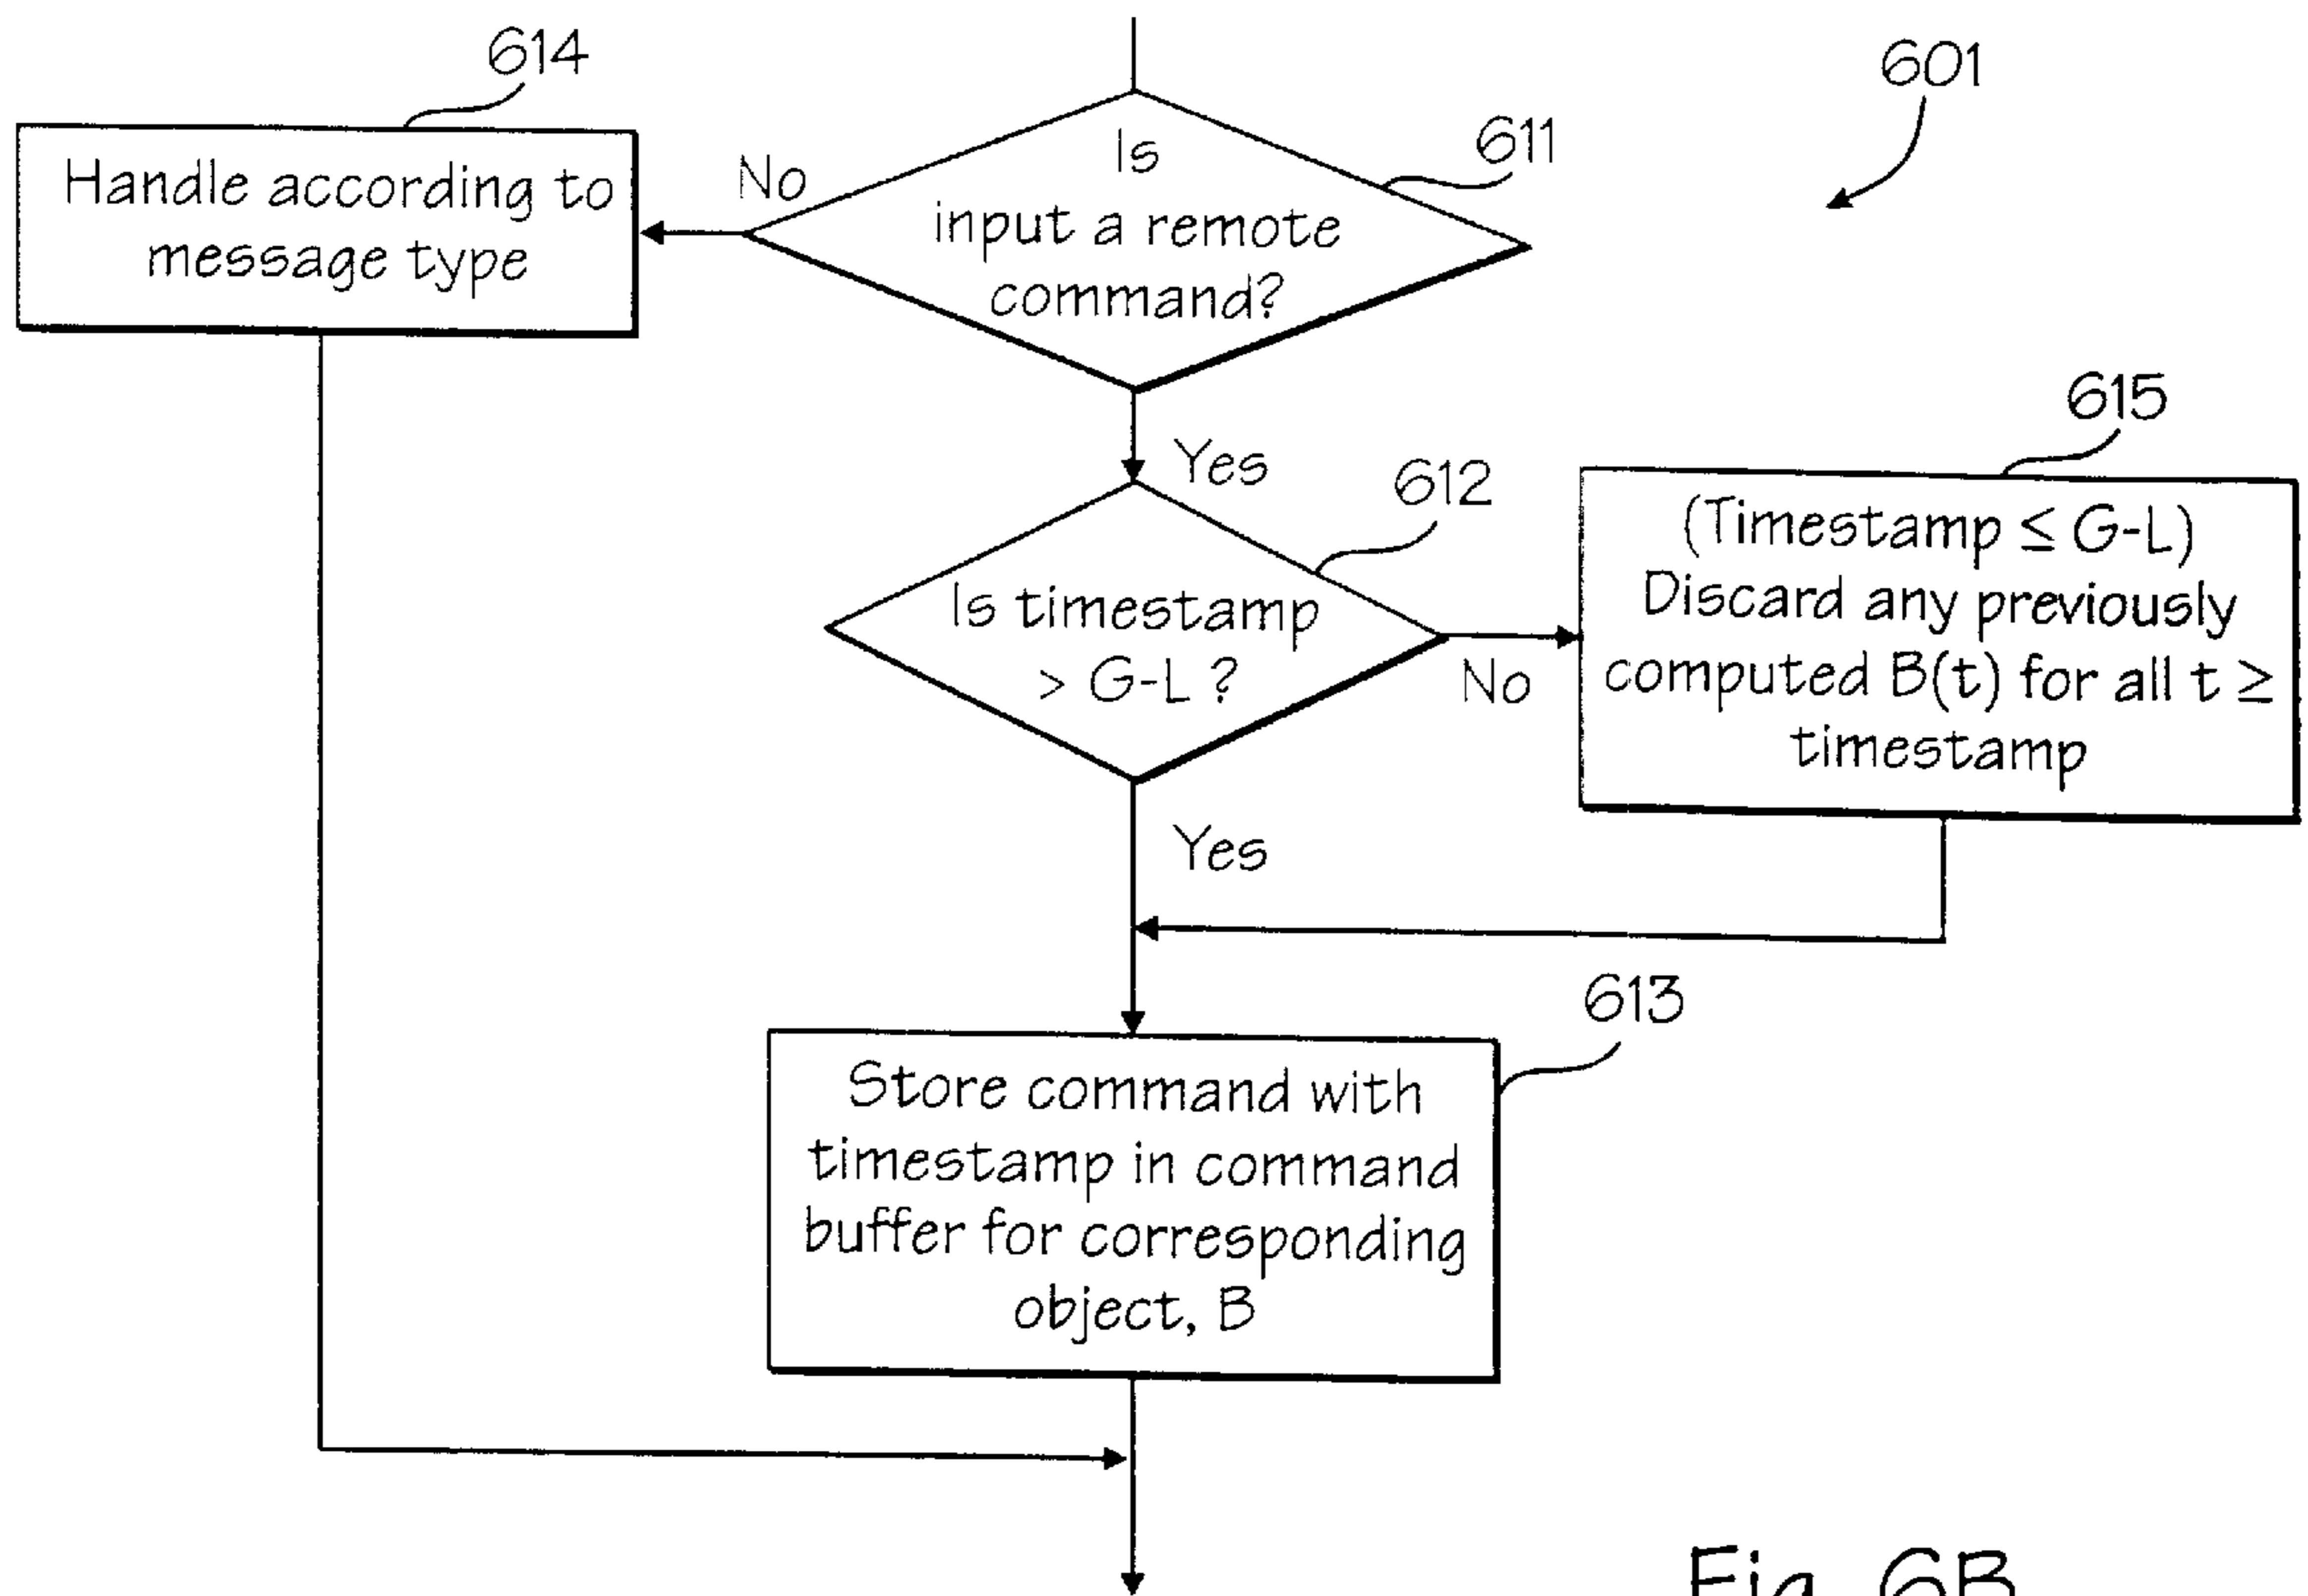 614
601
611
Handle according to
message type
No
Is
input a remote
command?
Yes
615
612
(Timestamp ≤ G-L)
Discard any previously
computed B(t) for all t ≥
timestamp
Is timestamp
> G-L ?
No
Yes
613
Store command with
timestamp in command
buffer for corresponding
object, B
Fig. 6B